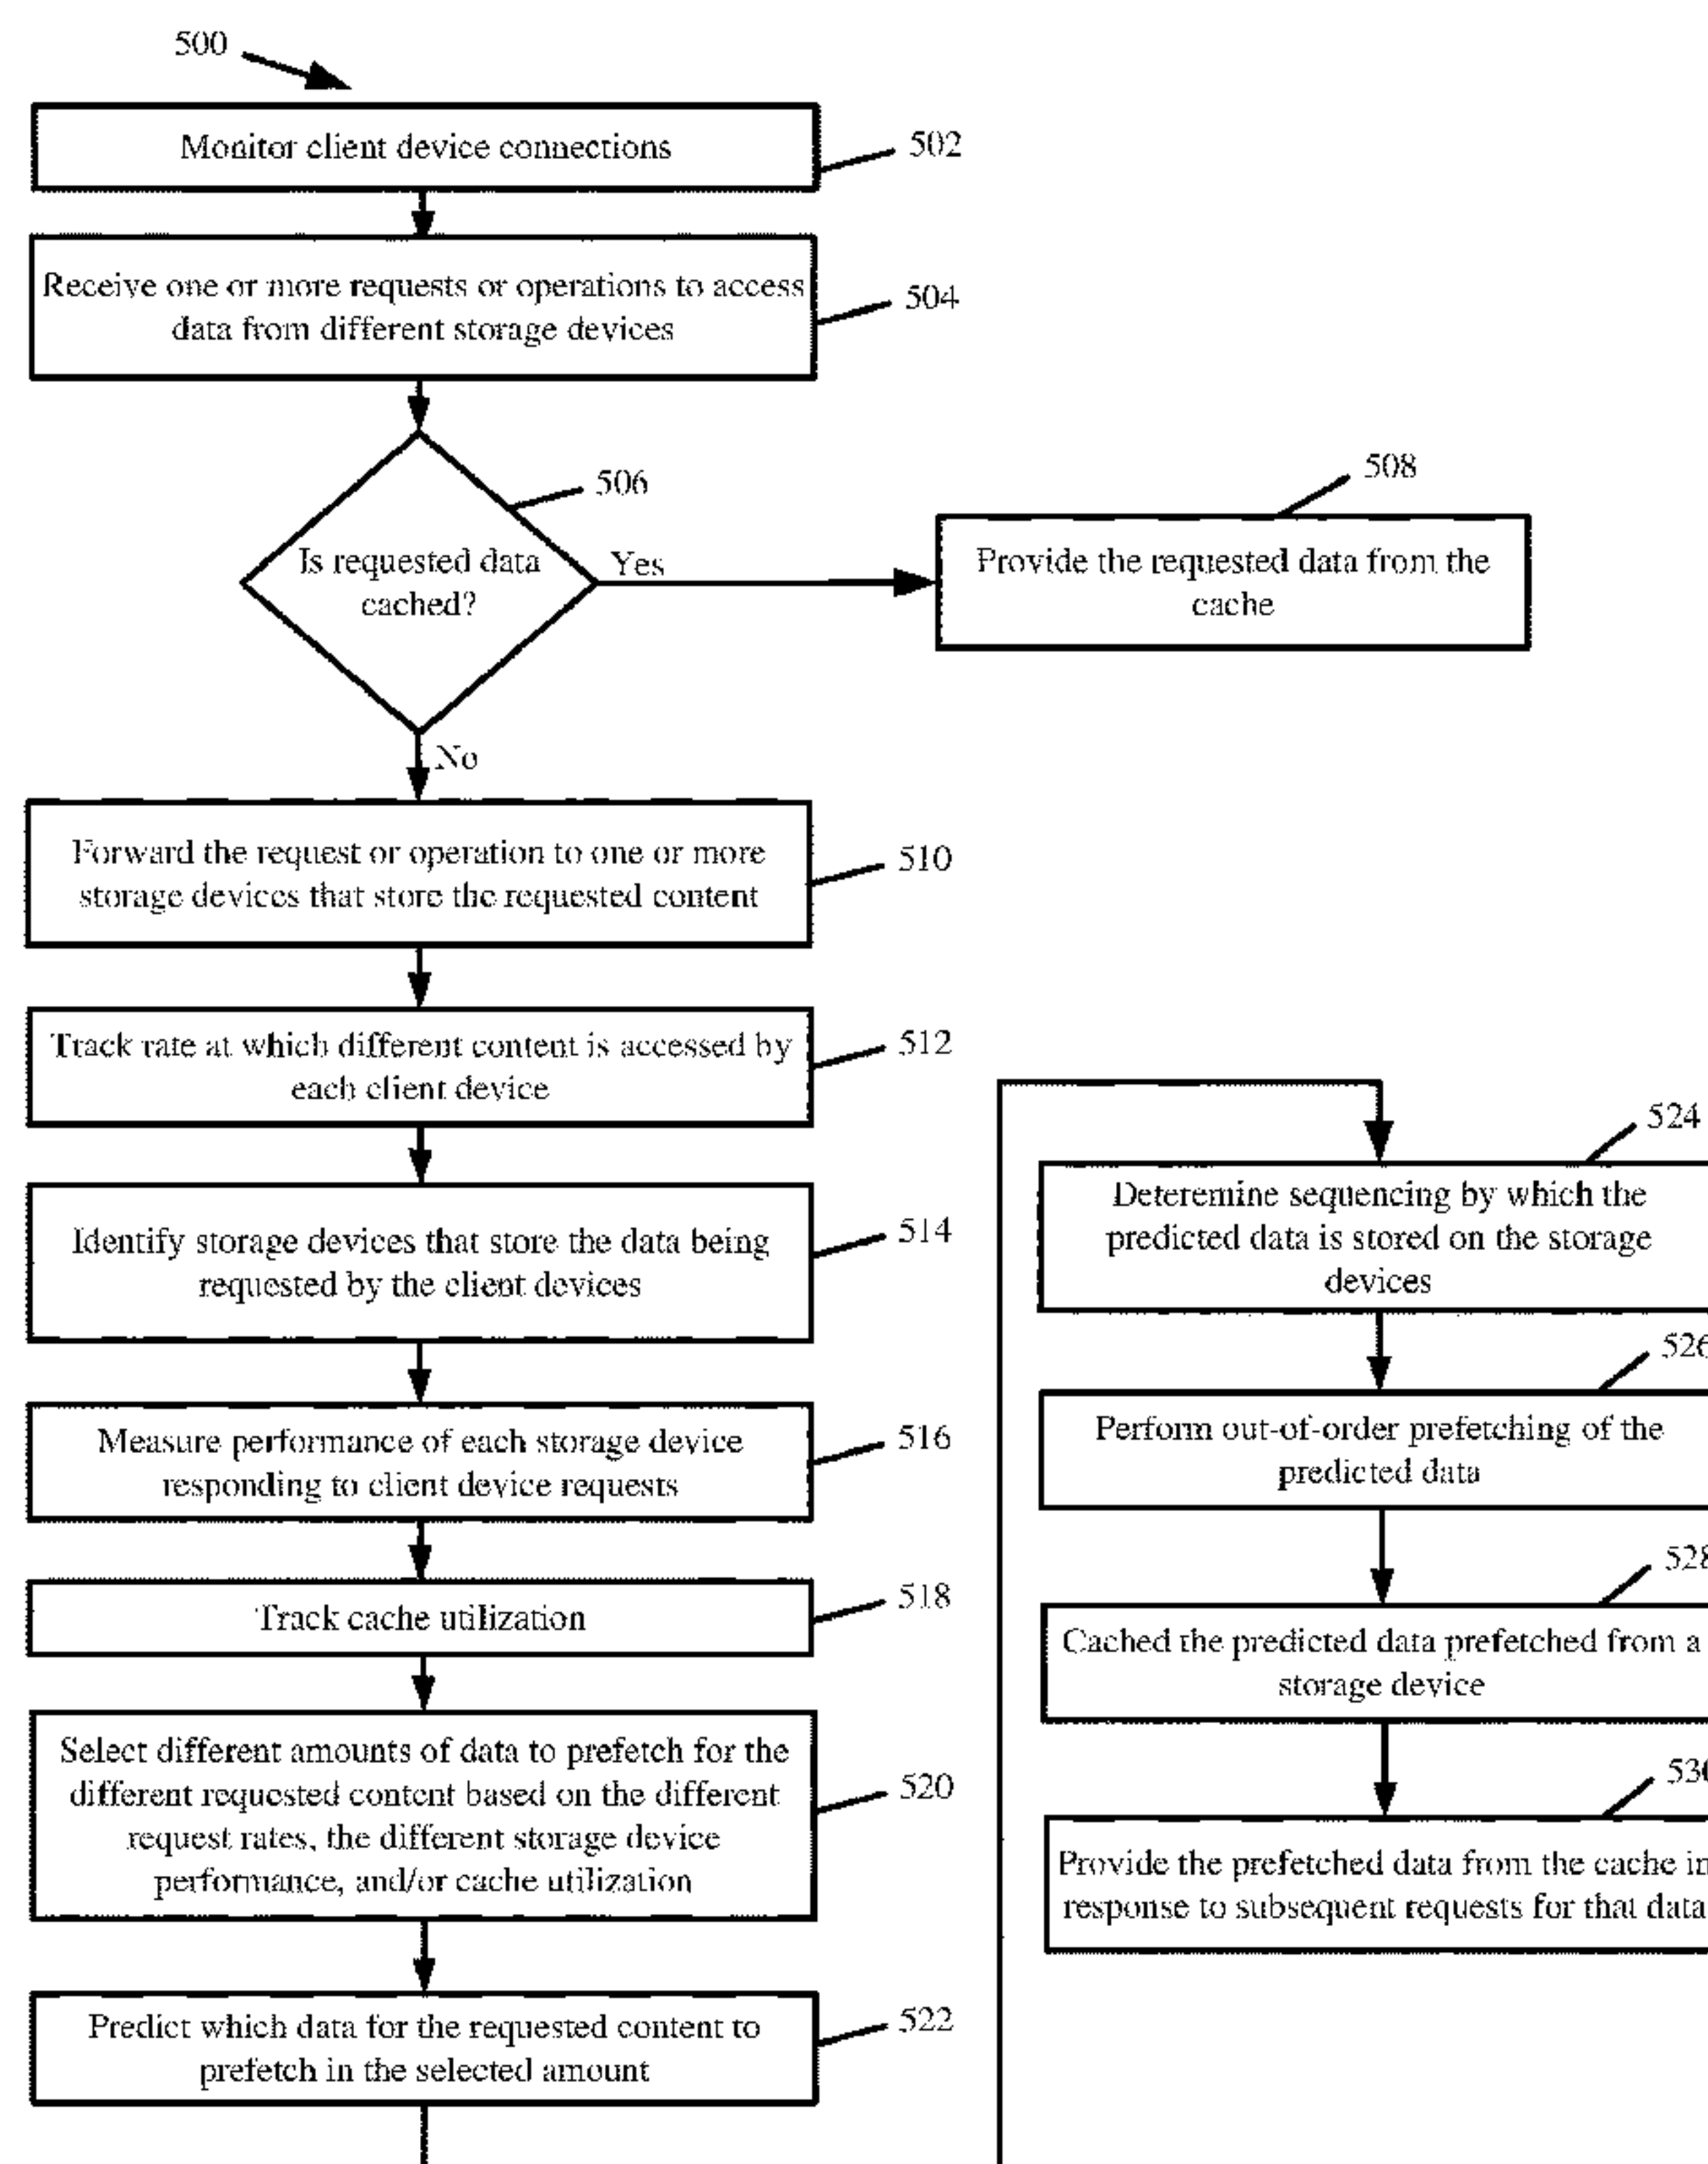 500
Monitor client device connections
502
Receive one or more requests or operations to access
data from different storage devices
504
506
Is requested data
cached?
Yes
508
Provide the requested data from the
cache
No
Forward the request or operation to one or more
storage devices that store the requested content
510
Track rate at which different content is accessed by
each client device
512
Identify storage devices that store the data being
requested by the client devices
514
Measure performance of each storage device
responding to client device requests
516
Track cache utilization
518
Select different amounts of data to prefetch for the
different requested content based on the different
request rates, the different storage device
performance, and/or cache utilization
520
Predict which data for the requested content to
prefetch in the selected amount
522
524
Deteremine sequencing by which the
predicted data is stored on the storage
devices
526
Perform out-of-order prefetching of the
predicted data
528
Cached the predicted data prefetched from a
storage device
530
Provide the prefetched data from the cache in
response to subsequent requests for that data